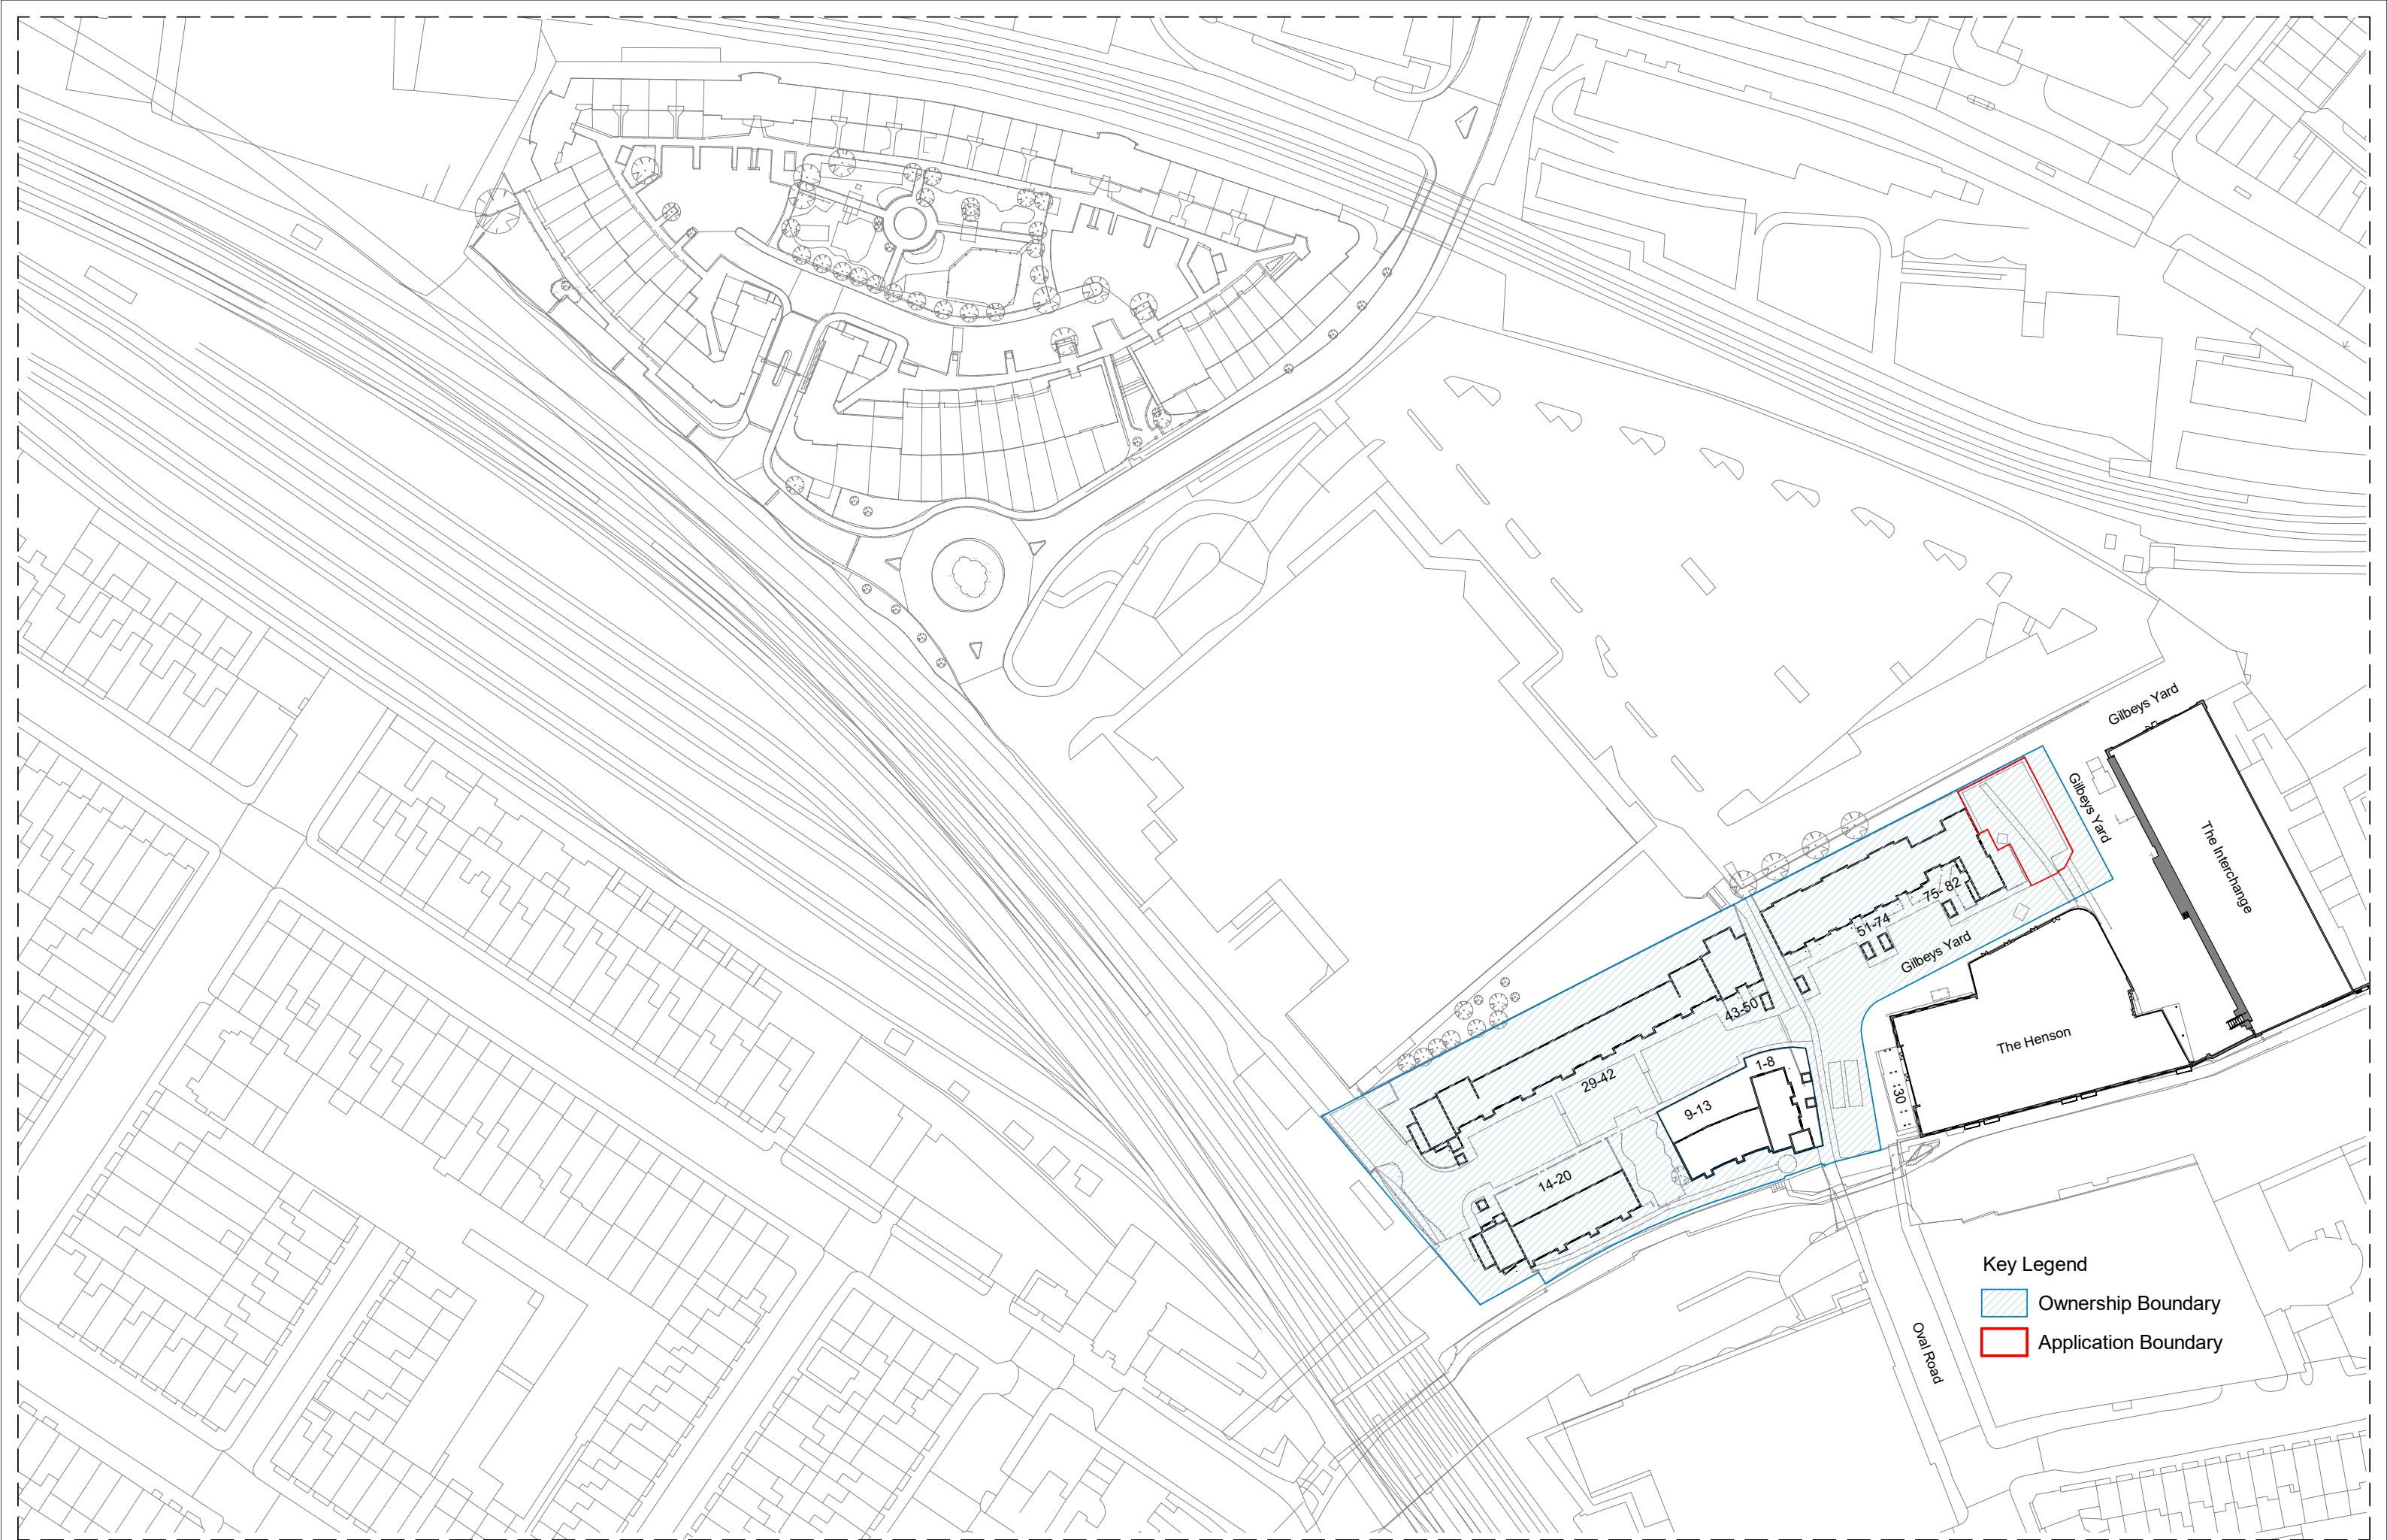 Gilbeys Yard
Gilbeys Yard
The Interchange
75- 82
51-74
Gilbeys Yard
43-50
The Henson
:30
1-8
29-42
9-13
14-20
Oval Road
Key Legend
Ownership Boundary
Application Boundary